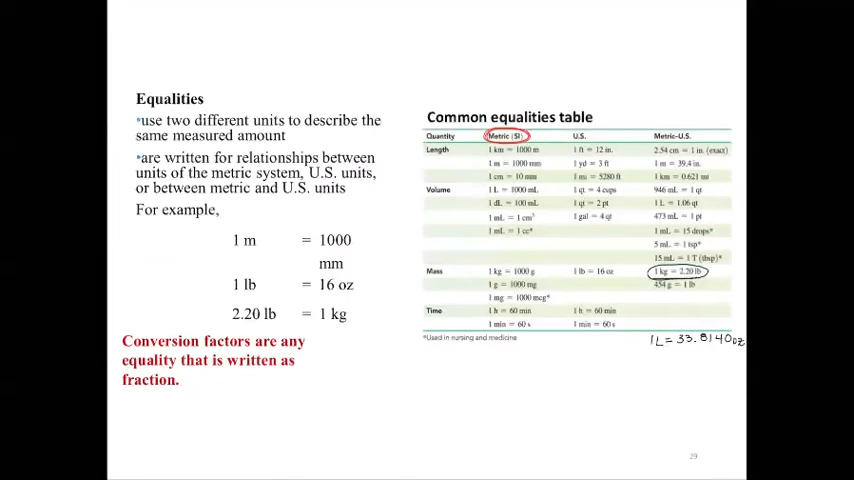 Equalities
•use two different units to describe the
same measured amount
•are written for relationships between
units of the metric system, U.S. units,
or between metric and U.S. units
For example,
1 m = 1000
mm
1 lb = 16 oz
2.20 lb = 1 kg
Conversion factors are any
equality that is written as
fraction.
Common equalities table
Quantity Metric (SI) U.S. Metric-U.S.
Length 1 km = 1000 m 1 ft = 12 in. 2.54 cm = 1 in. (exact)
1 m = 1000 mm 1 yd = 3 ft 1 m = 39.4 in.
1 cm = 10 mm 1 mi = 5280 ft 1 km = 0.621 mi
Volume 1 L = 1000 mL 1 qt = 4 cups 946 mL = 1 qt
1 dL = 100 mL 1 qt = 2 pt 1 L = 1.06 qt
1 mL = 1 cm³ 1 gal = 4 qt 473 mL = 1 pt
1 mL = 1 cc* 1 mL = 15 drops*
5 mL = 1 tsp*
15 mL = 1 T (tbsp)*
Mass 1 kg = 1000 g 1 lb = 16 oz 1 kg = 2.20 lb
1 g = 1000 mg 454 g = 1 lb
1 mg = 1000 mcg*
Time 1 h = 60 min 1 h = 60 min
1 min = 60 s 1 min = 60 s
*Used in nursing and medicine
1L = 33.8140oz
29